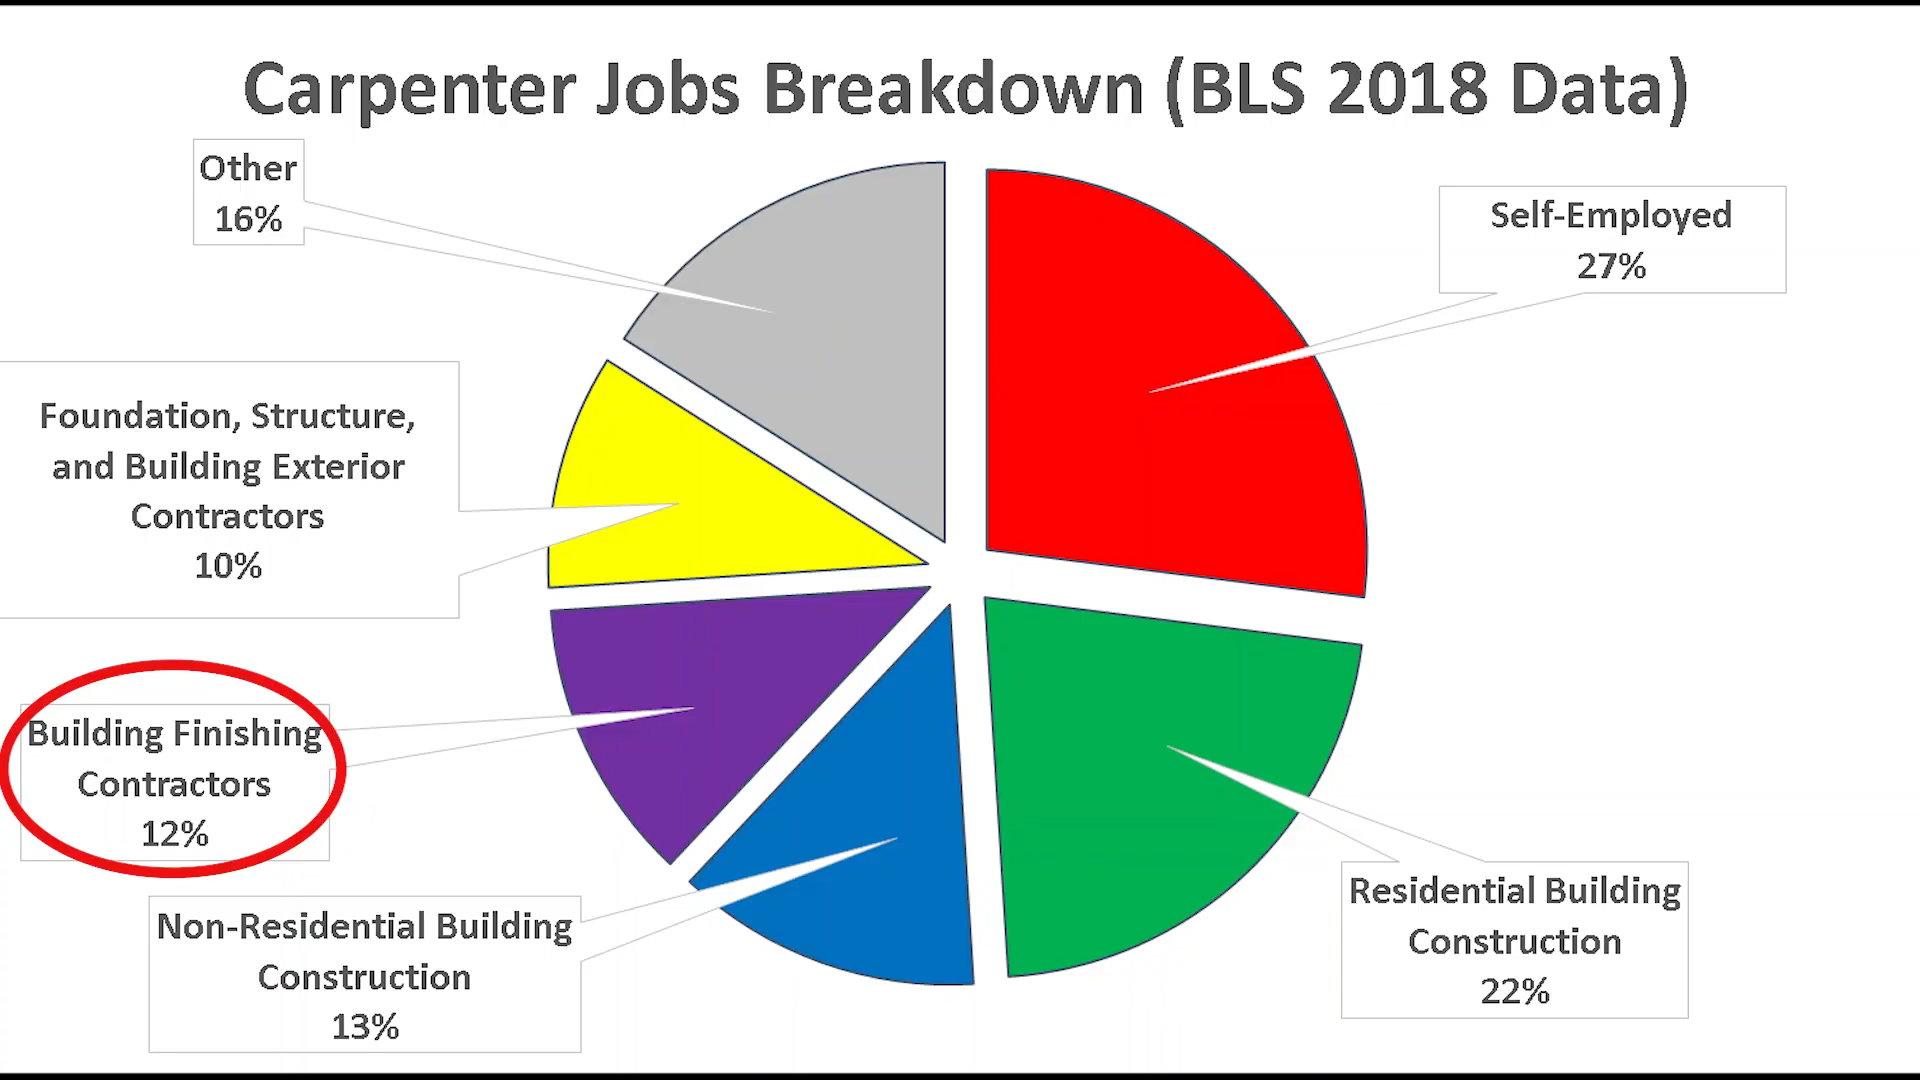 Carpenter Jobs Breakdown (BLS 2018 Data)
Other
16%
Self-Employed
27%
Foundation, Structure,
and Building Exterior
Contractors
10%
Building Finishing
Contractors
12%
Non-Residential Building
Construction
13%
Residential Building
Construction
22%